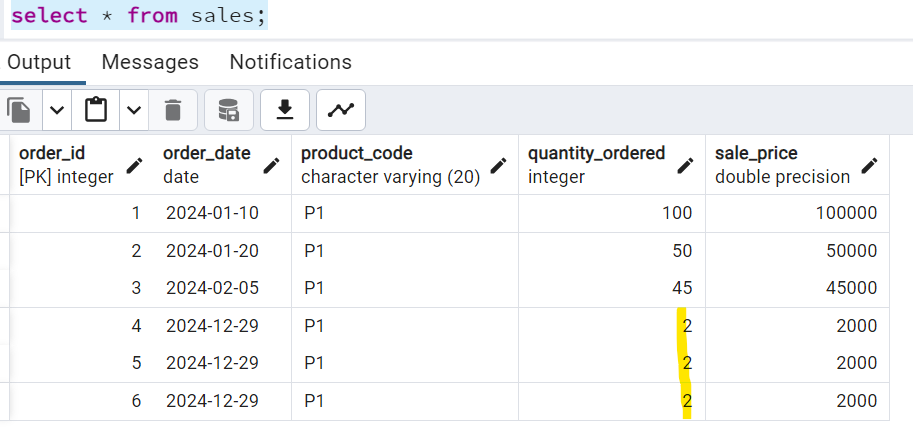 select * from sales;
Output Messages Notifications
order_id order_date product_code quantity_ordered sale_price
[PK] integer date character varying (20) integer double precision
1 2024-01-10 P1 100 100000
2 2024-01-20 P1 50 50000
3 2024-02-05 P1 45 45000
4 2024-12-29 P1 2 2000
5 2024-12-29 P1 2 2000
6 2024-12-29 P1 2 2000